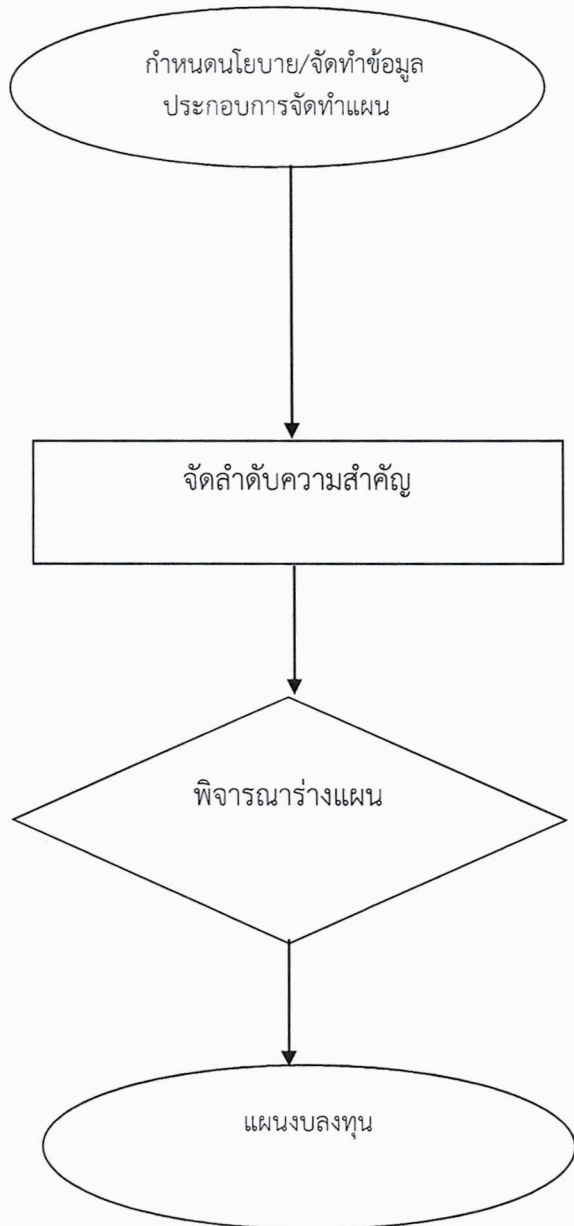 กำหนดนโยบาย/จัดทำข้อมูล
ประกอบการจัดทำแผน
จัดลำดับความสำคัญ
พิจารณาร่างแผน
แผนงบลงทุน